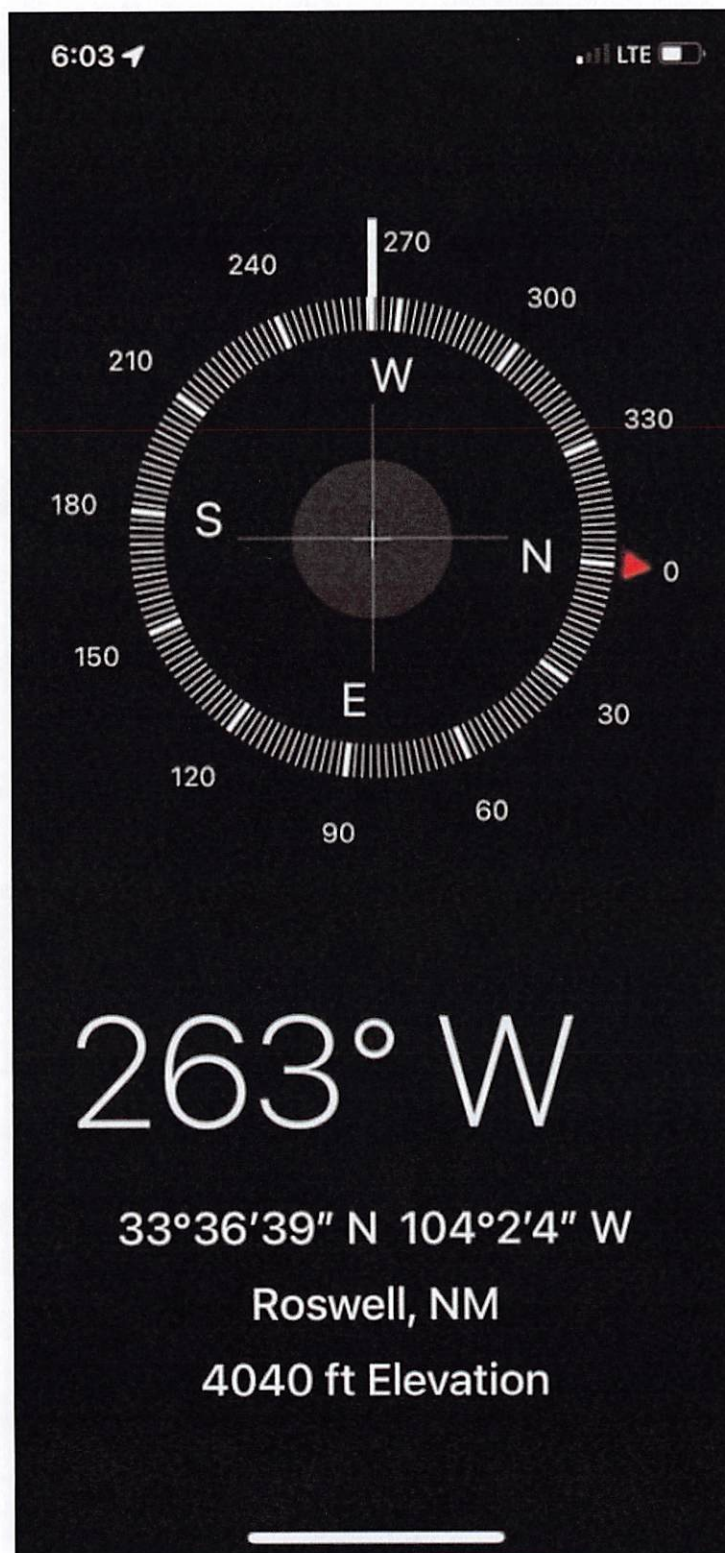 6:03 LTE
270
240
300
210
W
330
180
S
N
0
150
E
30
120
60
90
263° W
33°36′39″ N 104°2′4″ W
Roswell, NM
4040 ft Elevation